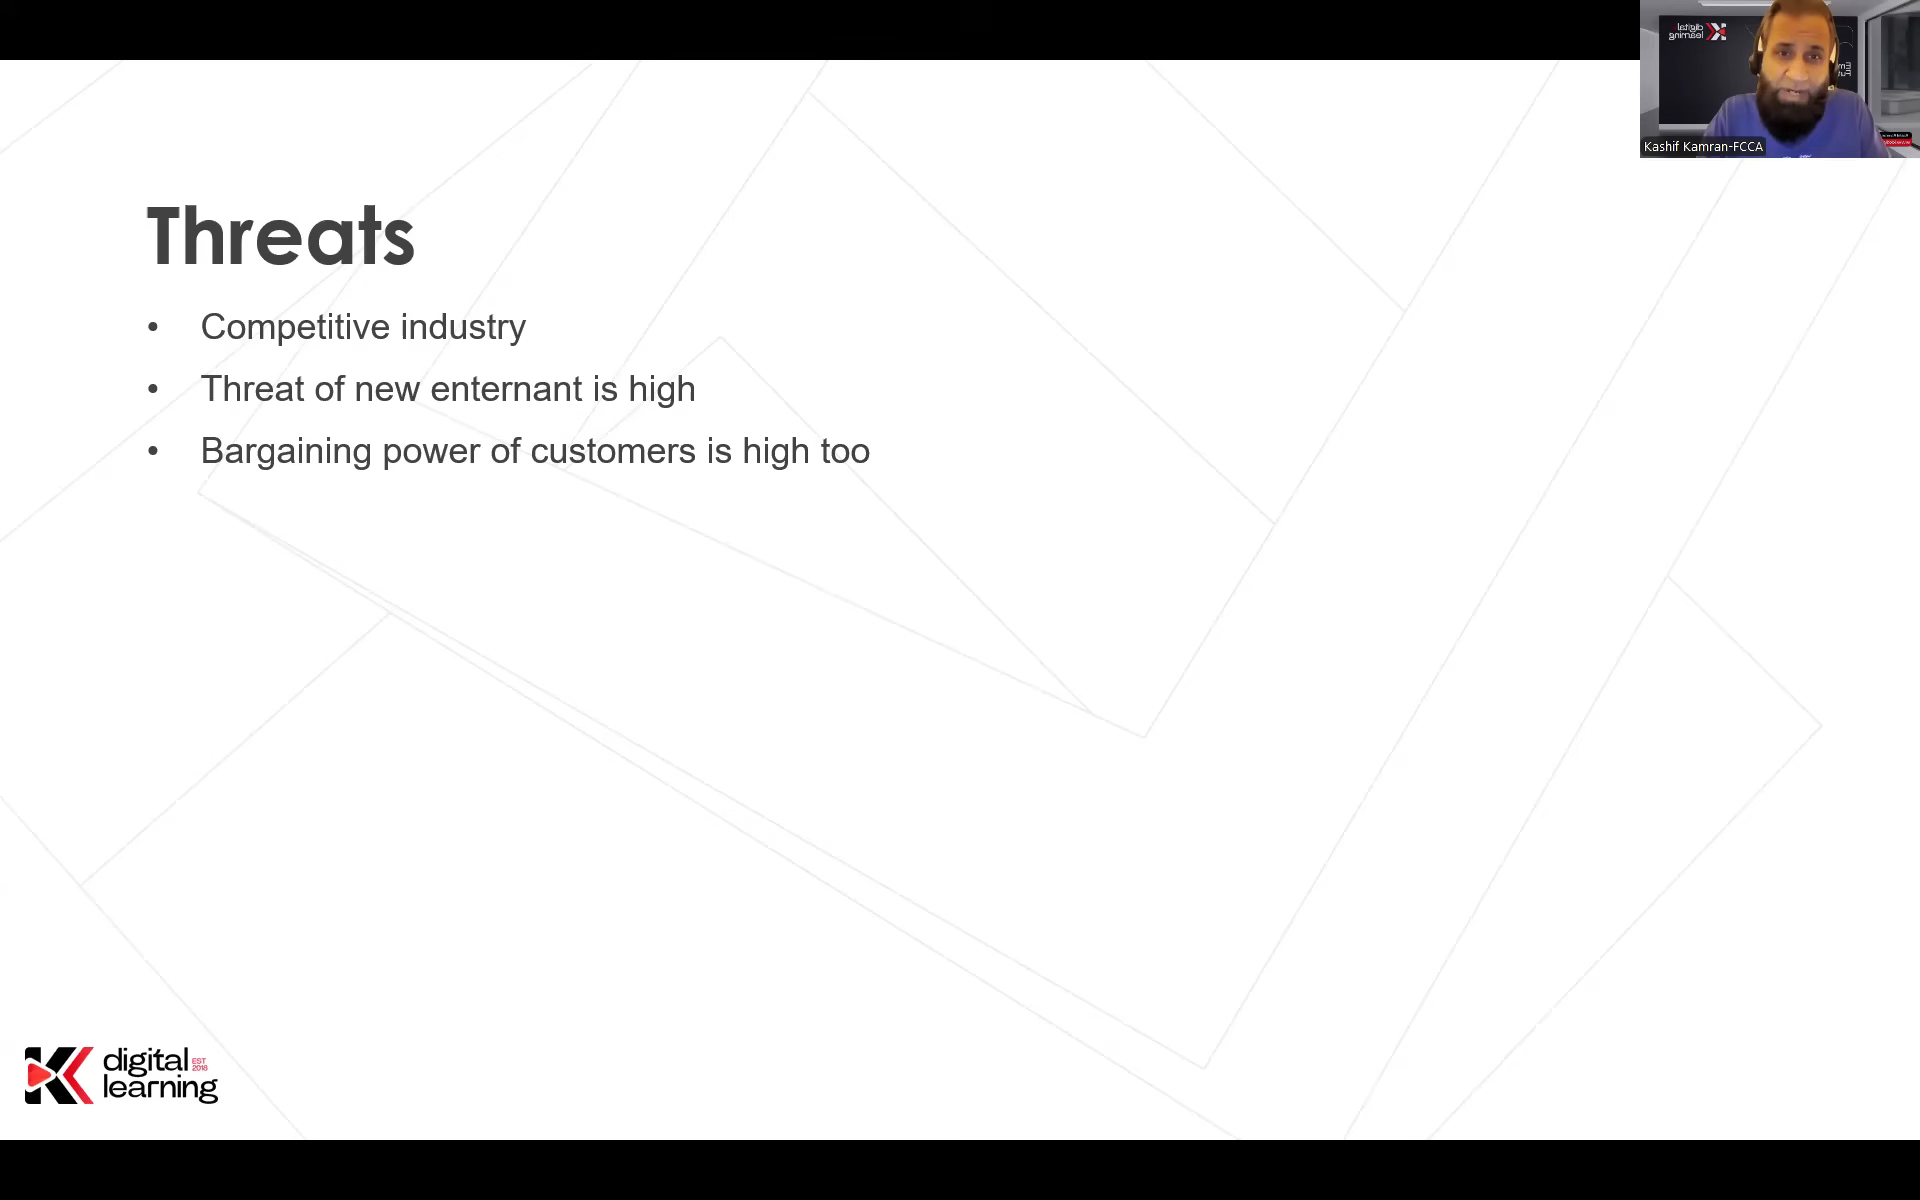 Kashif Kamran-FCCA
Threats
• Competitive industry
• Threat of new enternant is high
• Bargaining power of customers is high too
digital EST 2018
learning